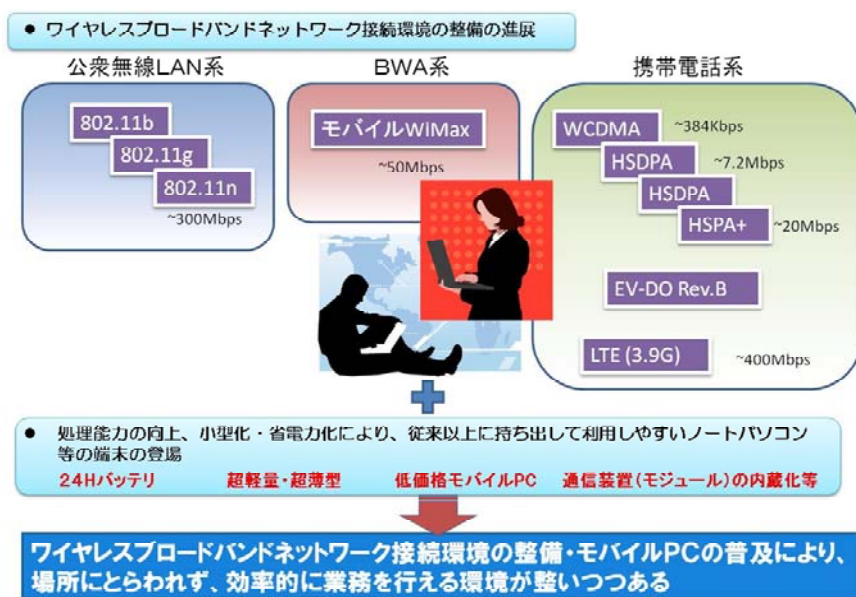 ● ワイヤレスブロードバンドネットワーク接続環境の整備の進展
公衆無線LAN系
802.11b
802.11g
802.11n
~300Mbps
BWA系
モバイルWiMax
~50Mbps
携帯電話系
WCDMA ~384Kbps
HSDPA ~7.2Mbps
HSDPA
HSPA+ ~20Mbps
EV-DO Rev.B
LTE (3.9G) ~400Mbps
● 処理能力の向上、小型化・省電力化により、従来以上に持ち出して利用しやすいノートパソコン
等の端末の登場
24Hバッテリ 超軽量・超薄型 低価格モバイルPC 通信装置(モジュール)の内蔵化等
ワイヤレスブロードバンドネットワーク接続環境の整備・モバイルPCの普及により、
場所にとらわれず、効率的に業務を行える環境が整いつつある